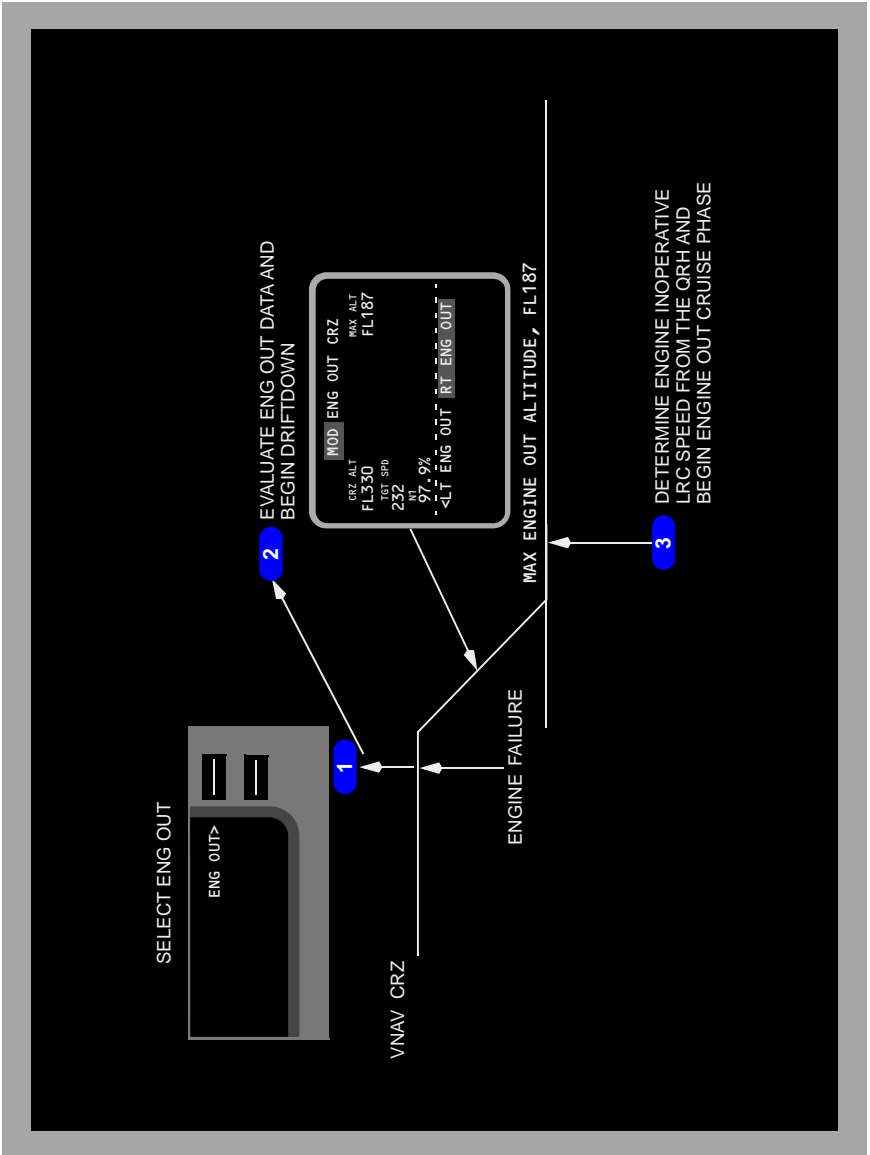 SELECT ENG OUT
ENG OUT>
1
2
EVALUATE ENG OUT DATA AND
BEGIN DRIFTDOWN
MOD ENG OUT CRZ
CRZ ALT MAX ALT
FL330 FL187
TGT SPD
232
N1
97.9%
<LT ENG OUT RT ENG OUT
VNAV CRZ
ENGINE FAILURE
MAX ENGINE OUT ALTITUDE, FL187
3
DETERMINE ENGINE INOPERATIVE
LRC SPEED FROM THE QRH AND
BEGIN ENGINE OUT CRUISE PHASE